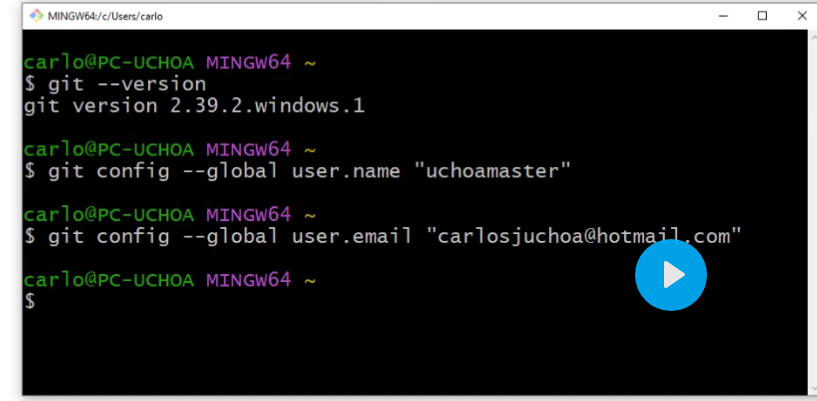 MINGW64:/c/Users/carlo
carlo@PC-UCHOA MINGW64 ~
$ git --version
git version 2.39.2.windows.1
carlo@PC-UCHOA MINGW64 ~
$ git config --global user.name "uchoamaster"
carlo@PC-UCHOA MINGW64 ~
$ git config --global user.email "carlosjuchoa@hotmail.com"
carlo@PC-UCHOA MINGW64 ~
$